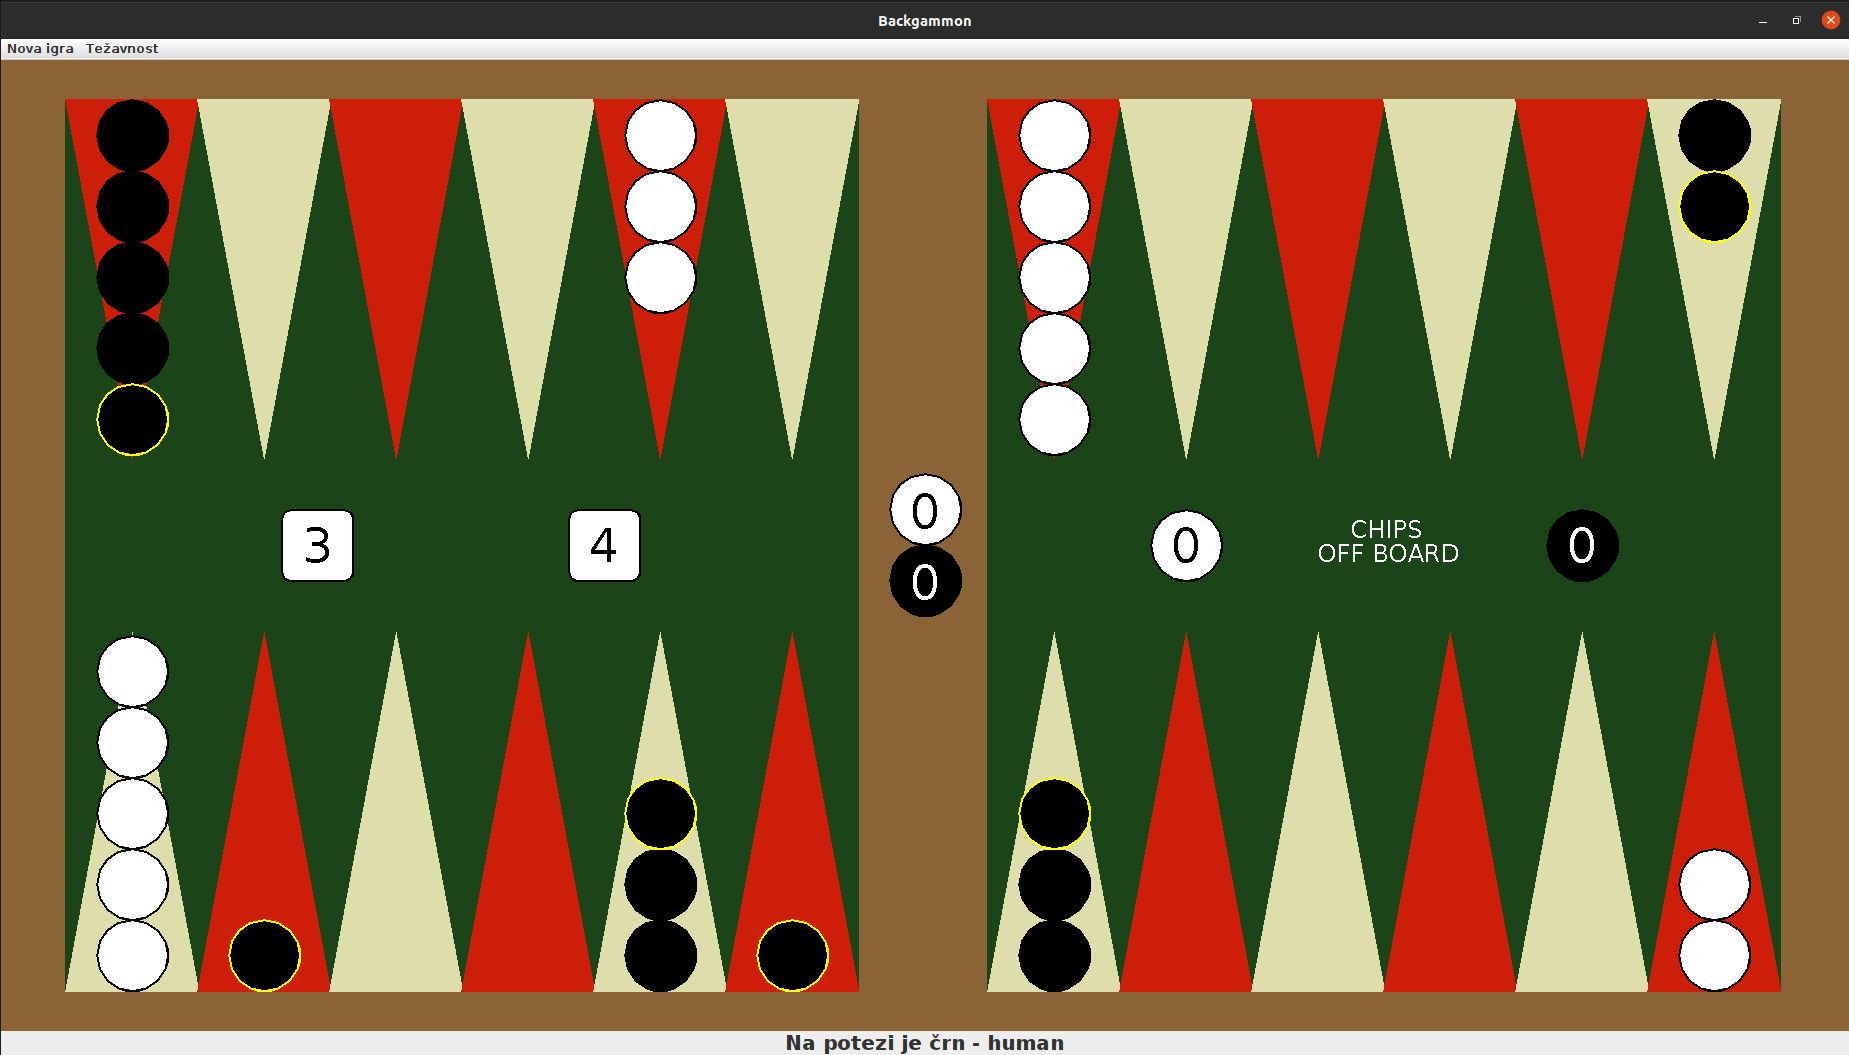 Backgammon
Nova igra Težavnost
0
3 4
0 CHIPS OFF BOARD 0
0
Na potezi je črn - human